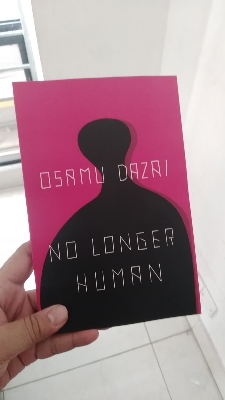 OSAMU DAZAI
NO LONGER
HUMAN